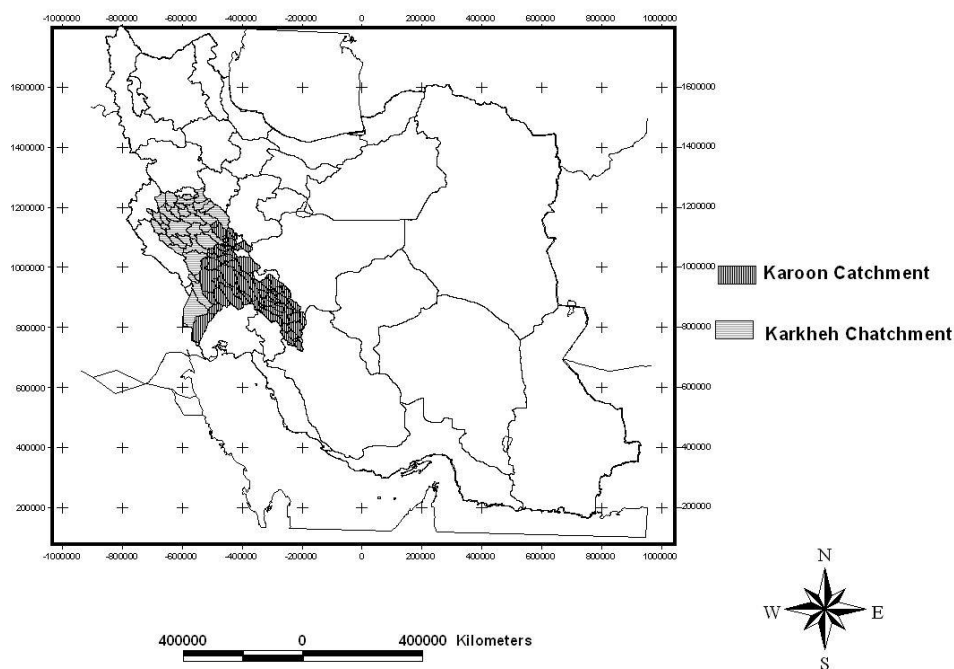 -1000000 -800000 -600000 -400000 -200000 0 200000 400000 600000 800000 1000000
1600000 1600000
1400000 1400000
1200000 1200000
1000000 1000000
Karoon Catchment
800000 800000
Karkheh Chatchment
600000 600000
400000 400000
200000 200000
-1000000 -800000 -600000 -400000 -200000 0 200000 400000 600000 800000 1000000
N
W E
S
400000 0 400000 Kilometers